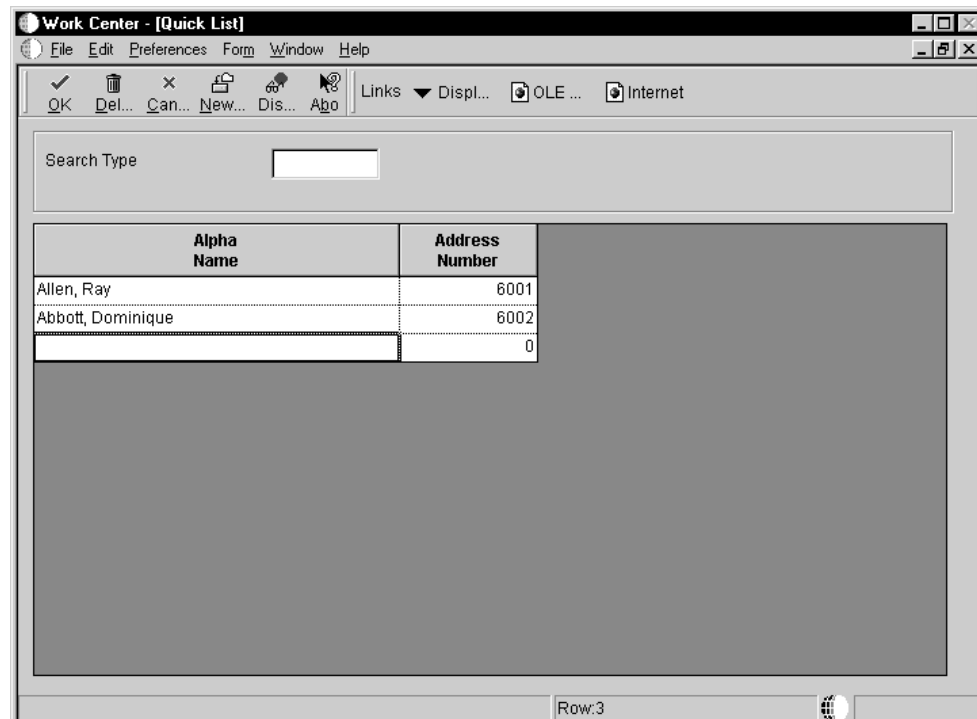 Work Center - [Quick List]
File Edit Preferences Form Window Help
OK Del... Can... New... Dis... Abo Links Displ... OLE ... Internet
Search Type
Alpha Name Address Number
Allen, Ray 6001
Abbott, Dominique 6002
0
Row:3